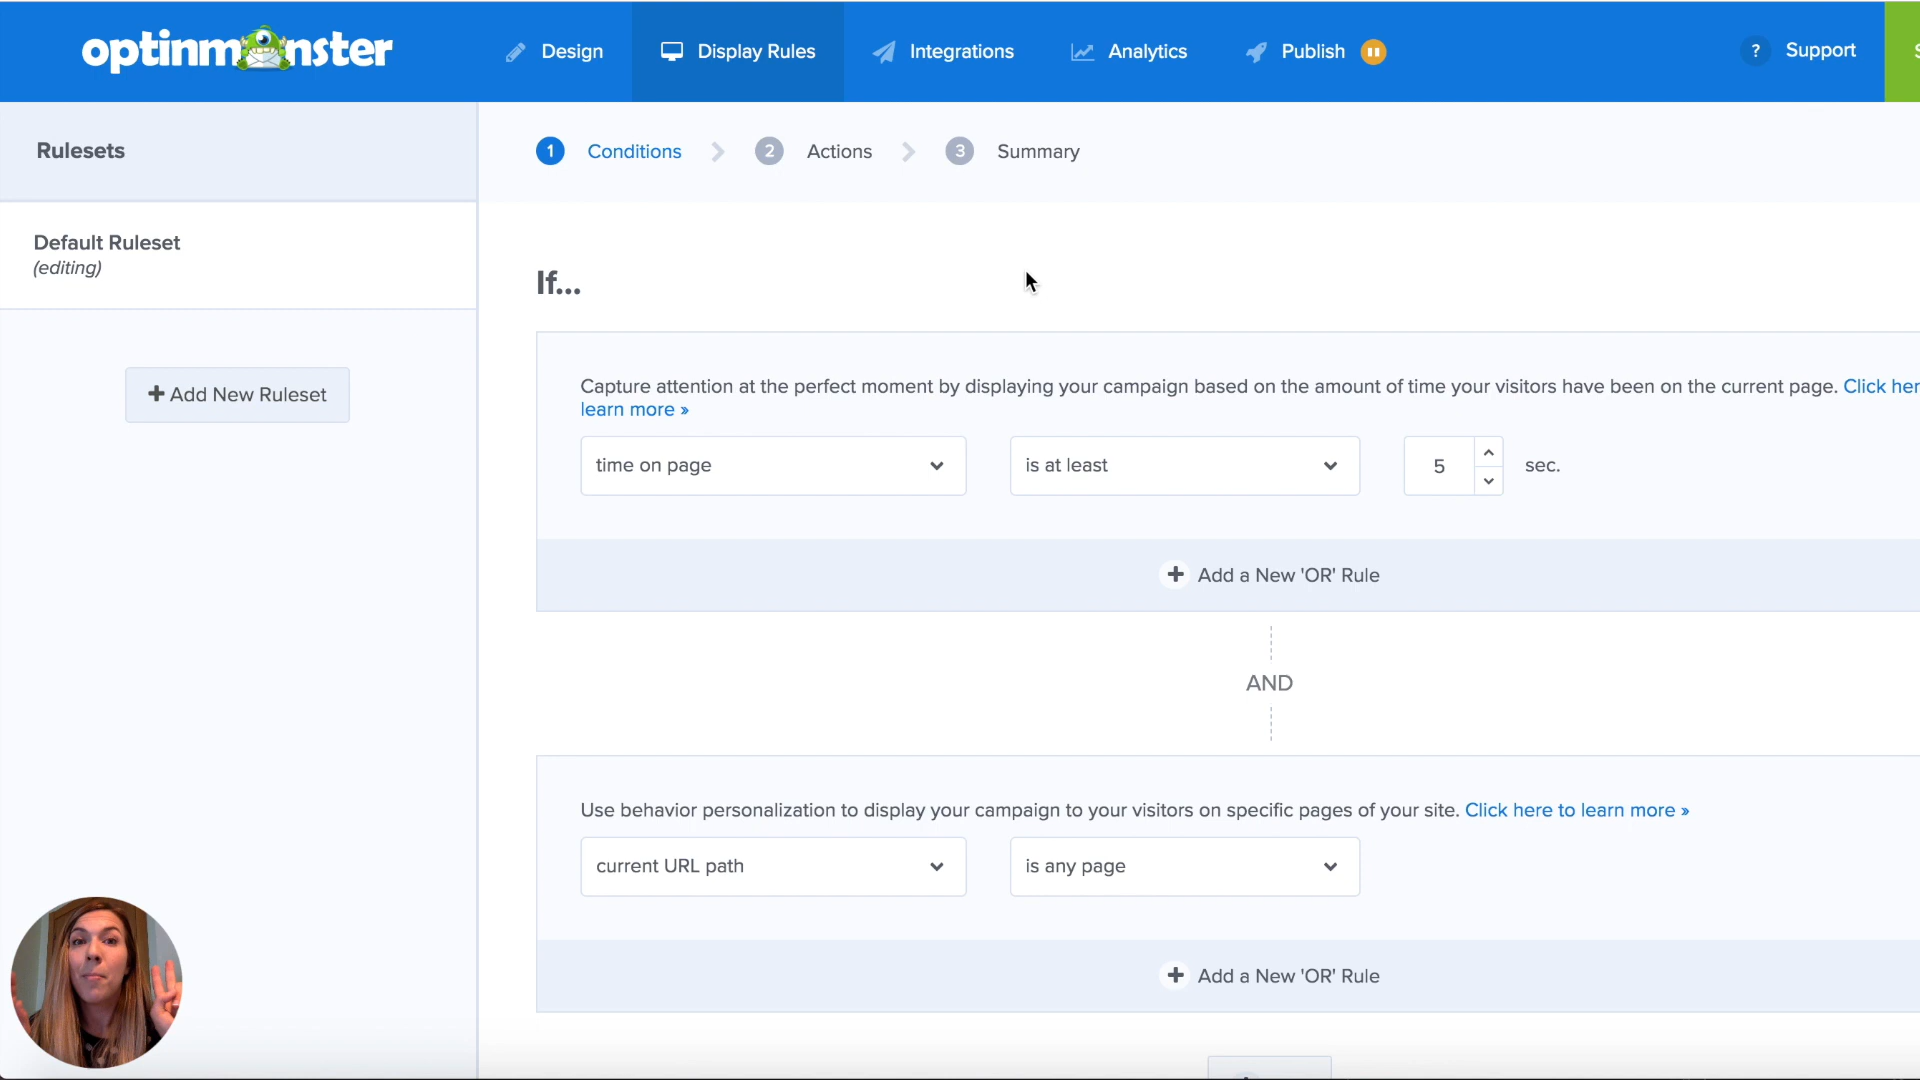 optinmonster
Design
Display Rules
Integrations
Analytics
Publish
? Support
Rulesets
1 Conditions
2 Actions
3 Summary
Default Ruleset
(editing)
If...
+ Add New Ruleset
Capture attention at the perfect moment by displaying your campaign based on the amount of time your visitors have been on the current page. Click
learn more »
time on page
is at least
5
sec.
+ Add a New 'OR' Rule
AND
Use behavior personalization to display your campaign to your visitors on specific pages of your site. Click here to learn more »
current URL path
is any page
+ Add a New 'OR' Rule